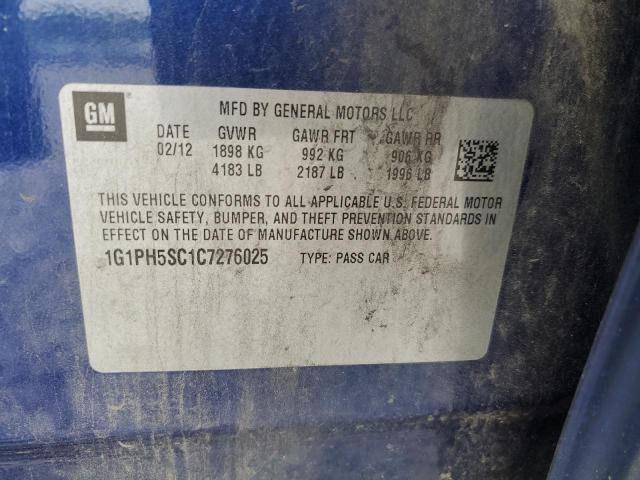 GM
MFD BY GENERAL MOTORS LLC
DATE GVWR GAWR FRT GAWR RR
02/12 1898 KG 992 KG 906 KG
4183 LB 2187 LB 1996 LB
THIS VEHICLE CONFORMS TO ALL APPLICABLE U.S. FEDERAL MOTOR
VEHICLE SAFETY, BUMPER, AND THEFT PREVENTION STANDARDS IN
EFFECT ON THE DATE OF MANUFACTURE SHOWN ABOVE.
1G1PH5SC1C7276025 TYPE: PASS CAR